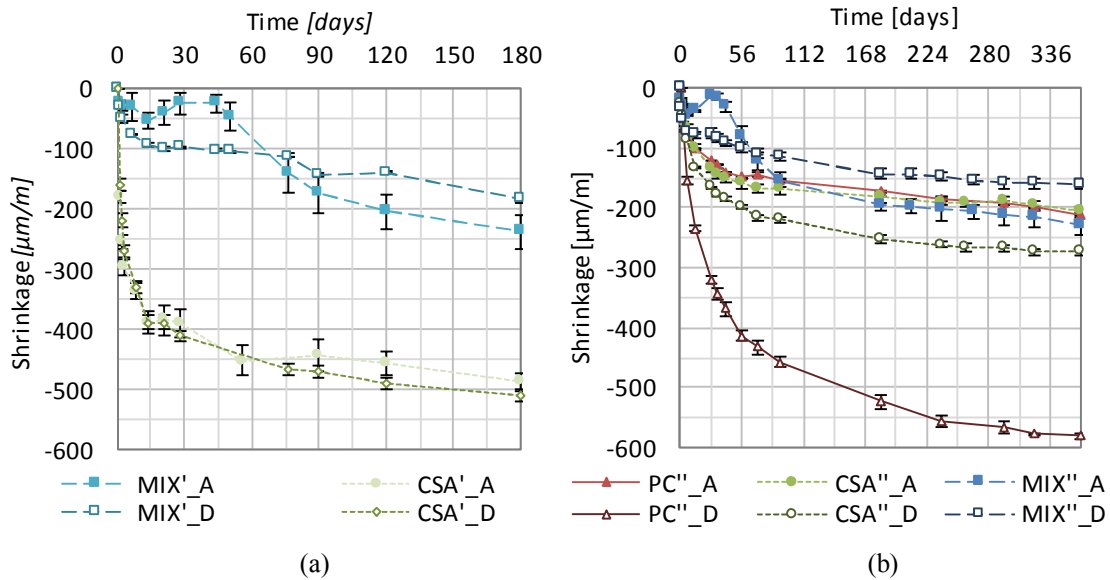 Time [days]
0 30 60 90 120 150 180
0
-100
-200
-300
-400
-500
-600
Shrinkage[µm/m]
MIX'_A CSA'_A
MIX'_D CSA'_D
(a)
Time [days]
0 56 112 168 224 280 336
0
-100
-200
-300
-400
-500
-600
Shrinkage [µm/m]
PC''_A CSA''_A MIX''_A
PC''_D CSA''_D MIX''_D
(b)